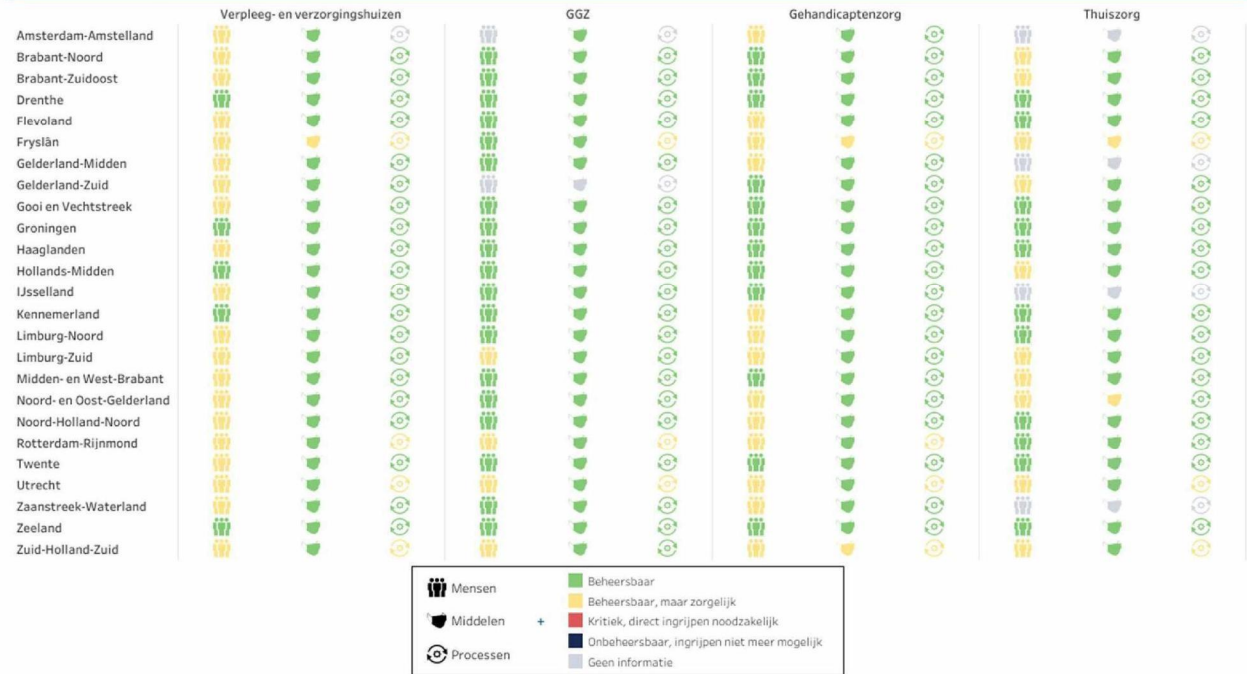 Verpleeg- en verzorgingshuizen GGZ Gehandicaptenzorg Thuiszorg
Amsterdam-Amstelland
Brabant-Noord
Brabant-Zuidoost
Drenthe
Flevoland
Fryslân
Gelderland-Midden
Gelderland-Zuid
Gooi en Vechtstreek
Groningen
Haaglanden
Hollands-Midden
IJsselland
Kennemerland
Limburg-Noord
Limburg-Zuid
Midden- en West-Brabant
Noord- en Oost-Gelderland
Noord-Holland-Noord
Rotterdam-Rijnmond
Twente
Utrecht
Zaanstreek-Waterland
Zeeland
Zuid-Holland-Zuid
Mensen
Middelen +
Processen
Beheersbaar
Beheersbaar, maar zorgelijk
Kritiek, direct ingrijpen noodzakelijk
Onbeheersbaar, ingrijpen niet meer mogelijk
Geen informatie